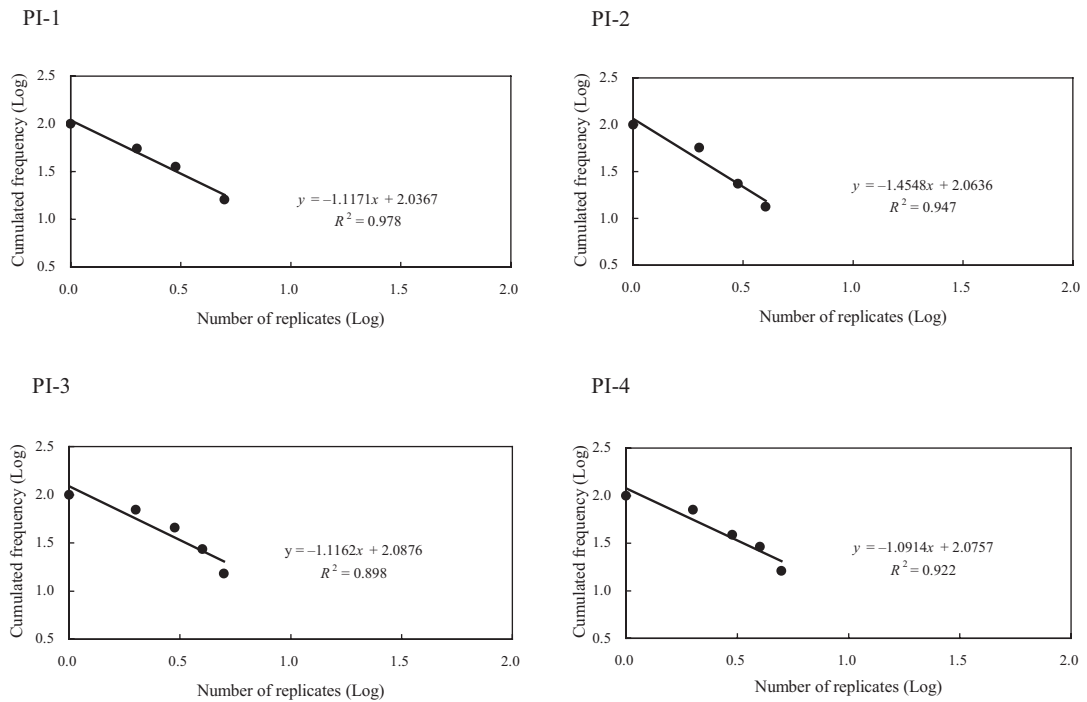 PI-1
Cumulated frequency (Log)
2.5
2.0
1.5
1.0
0.5
y = –1.1171x + 2.0367
R² = 0.978
0.0 0.5 1.0 1.5 2.0
Number of replicates (Log)
PI-2
Cumulated frequency (Log)
2.5
2.0
1.5
1.0
0.5
y = –1.4548x + 2.0636
R² = 0.947
0.0 0.5 1.0 1.5 2.0
Number of replicates (Log)
PI-3
Cumulated frequency (Log)
2.5
2.0
1.5
1.0
0.5
y = –1.1162x + 2.0876
R² = 0.898
0.0 0.5 1.0 1.5 2.0
Number of replicates (Log)
PI-4
Cumulated frequency (Log)
2.5
2.0
1.5
1.0
0.5
y = –1.0914x + 2.0757
R² = 0.922
0.0 0.5 1.0 1.5 2.0
Number of replicates (Log)